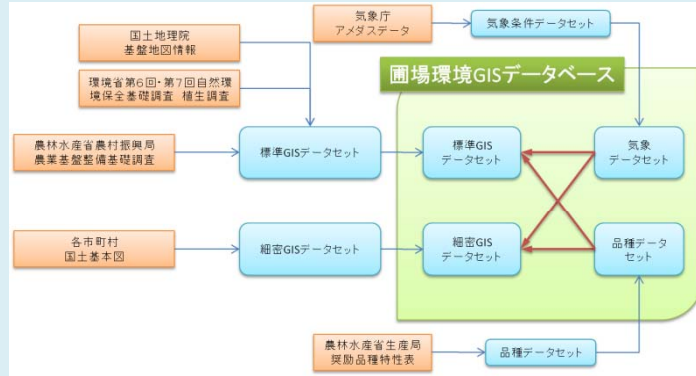 気象庁
アメダスデータ
気象条件データセット
国土地理院
基盤地図情報
環境省第6回・第7回自然環
境保全基礎調査 植生調査
圃場環境GISデータベース
農林水産省農村振興局
農業基盤整備基礎調査
標準GISデータセット
標準GIS
データセット
気象
データセット
各市町村
国土基本図
細密GISデータセット
細密GIS
データセット
品種データ
セット
農林水産省生産局
奨励品種特性表
品種データセット